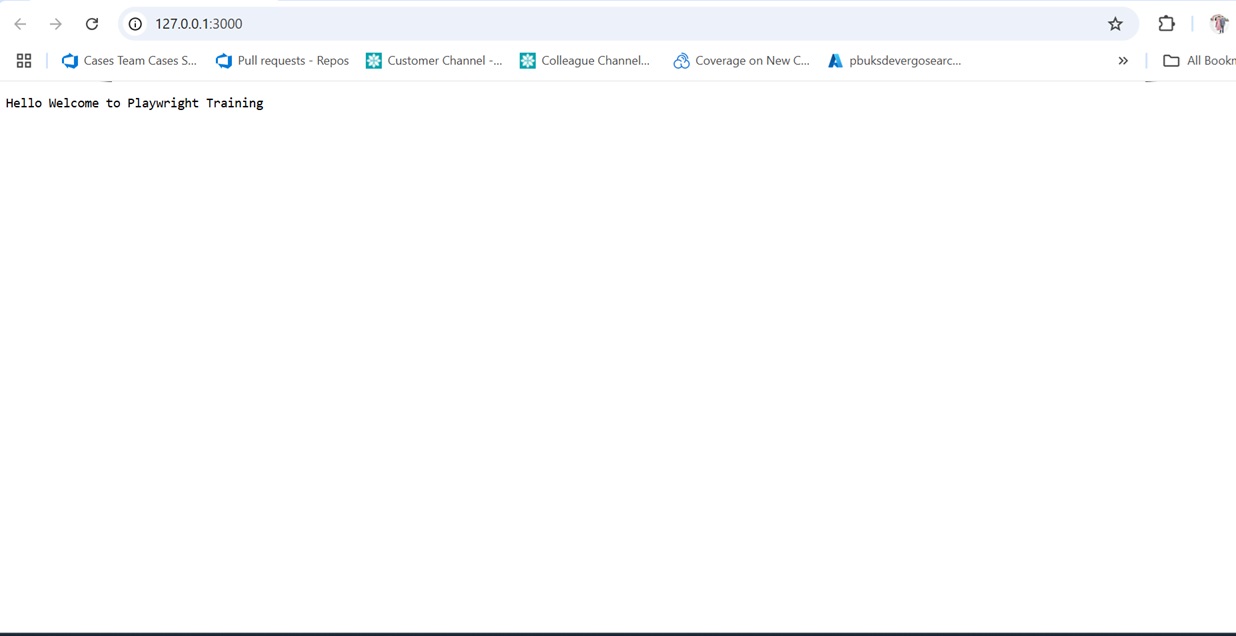 127.0.0.1:3000
Cases Team Cases S... Pull requests - Repos Customer Channel -... Colleague Channel... Coverage on New C... pbuksdevergosearc... » All Bookm
Hello Welcome to Playwright Training